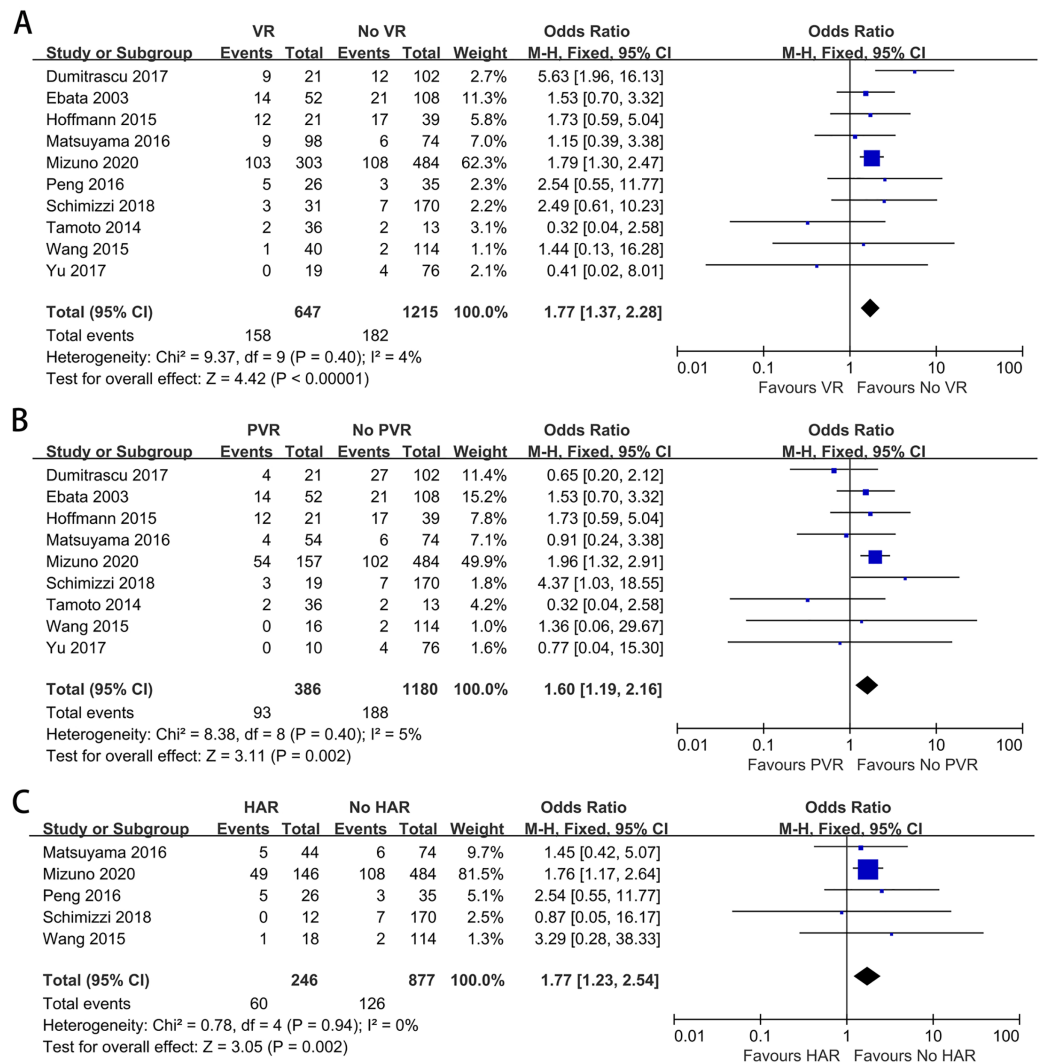 A
VR No VR Odds Ratio Odds Ratio
Study or Subgroup Events Total Events Total Weight M-H, Fixed, 95% CI M-H, Fixed, 95% CI
Dumitrascu 2017 9 21 12 102 2.7% 5.63 [1.96, 16.13]
Ebata 2003 14 52 21 108 11.3% 1.53 [0.70, 3.32]
Hoffmann 2015 12 21 17 39 5.8% 1.73 [0.59, 5.04]
Matsuyama 2016 9 98 6 74 7.0% 1.15 [0.39, 3.38]
Mizuno 2020 103 303 108 484 62.3% 1.79 [1.30, 2.47]
Peng 2016 5 26 3 35 2.3% 2.54 [0.55, 11.77]
Schimizzi 2018 3 31 7 170 2.2% 2.49 [0.61, 10.23]
Tamoto 2014 2 36 2 13 3.1% 0.32 [0.04, 2.58]
Wang 2015 1 40 2 114 1.1% 1.44 [0.13, 16.28]
Yu 2017 0 19 4 76 2.1% 0.41 [0.02, 8.01]
Total (95% CI) 647 1215 100.0% 1.77 [1.37, 2.28]
Total events 158 182
Heterogeneity: Chi² = 9.37, df = 9 (P = 0.40); I² = 4%
Test for overall effect: Z = 4.42 (P < 0.00001)
0.01 0.1 1 10 100
Favours VR Favours No VR
B
PVR No PVR Odds Ratio Odds Ratio
Study or Subgroup Events Total Events Total Weight M-H, Fixed, 95% CI M-H, Fixed, 95% CI
Dumitrascu 2017 4 21 27 102 11.4% 0.65 [0.20, 2.12]
Ebata 2003 14 52 21 108 15.2% 1.53 [0.70, 3.32]
Hoffmann 2015 12 21 17 39 7.8% 1.73 [0.59, 5.04]
Matsuyama 2016 4 54 6 74 7.1% 0.91 [0.24, 3.38]
Mizuno 2020 54 157 102 484 49.9% 1.96 [1.32, 2.91]
Schimizzi 2018 3 19 7 170 1.8% 4.37 [1.03, 18.55]
Tamoto 2014 2 36 2 13 4.2% 0.32 [0.04, 2.58]
Wang 2015 0 16 2 114 1.0% 1.36 [0.06, 29.67]
Yu 2017 0 10 4 76 1.6% 0.77 [0.04, 15.30]
Total (95% CI) 386 1180 100.0% 1.60 [1.19, 2.16]
Total events 93 188
Heterogeneity: Chi² = 8.38, df = 8 (P = 0.40); I² = 5%
Test for overall effect: Z = 3.11 (P = 0.002)
0.01 0.1 1 10 100
Favours PVR Favours No PVR
C
HAR No HAR Odds Ratio Odds Ratio
Study or Subgroup Events Total Events Total Weight M-H, Fixed, 95% CI M-H, Fixed, 95% CI
Matsuyama 2016 5 44 6 74 9.7% 1.45 [0.42, 5.07]
Mizuno 2020 49 146 108 484 81.5% 1.76 [1.17, 2.64]
Peng 2016 5 26 3 35 5.1% 2.54 [0.55, 11.77]
Schimizzi 2018 0 12 7 170 2.5% 0.87 [0.05, 16.17]
Wang 2015 1 18 2 114 1.3% 3.29 [0.28, 38.33]
Total (95% CI) 246 877 100.0% 1.77 [1.23, 2.54]
Total events 60 126
Heterogeneity: Chi² = 0.78, df = 4 (P = 0.94); I² = 0%
Test for overall effect: Z = 3.05 (P = 0.002)
0.01 0.1 1 10 100
Favours HAR Favours No HAR